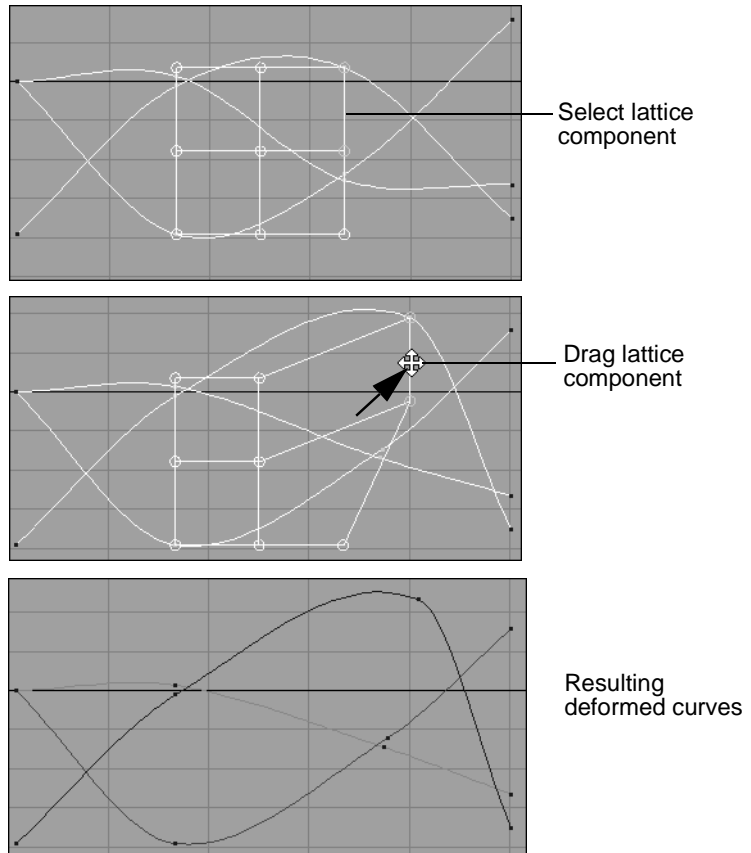 Select lattice
component
Drag lattice
component
Resulting
deformed curves